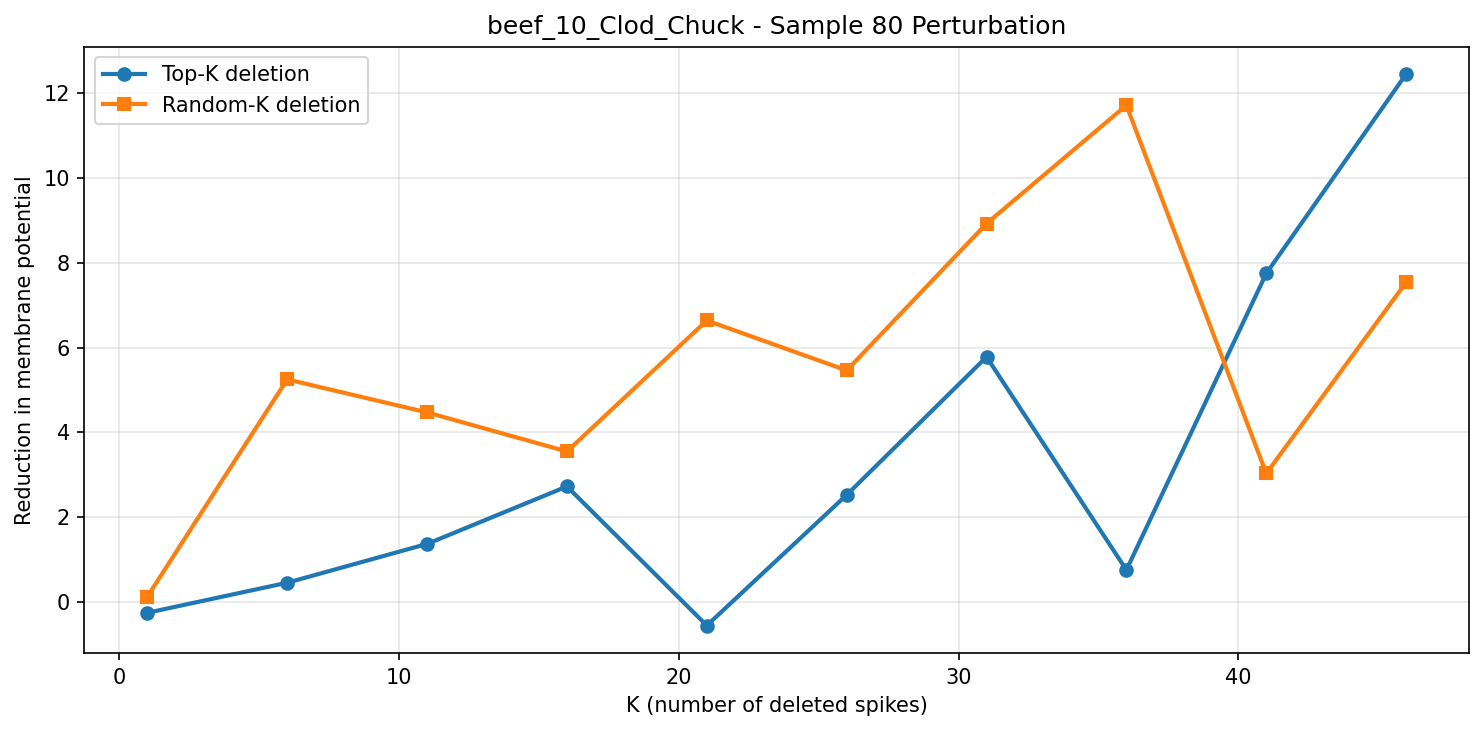 beef_10_Clod_Chuck - Sample 80 Perturbation
Top-K deletion
Random-K deletion
Reduction in membrane potential
12
10
8
6
4
2
0
0 10 20 30 40
K (number of deleted spikes)